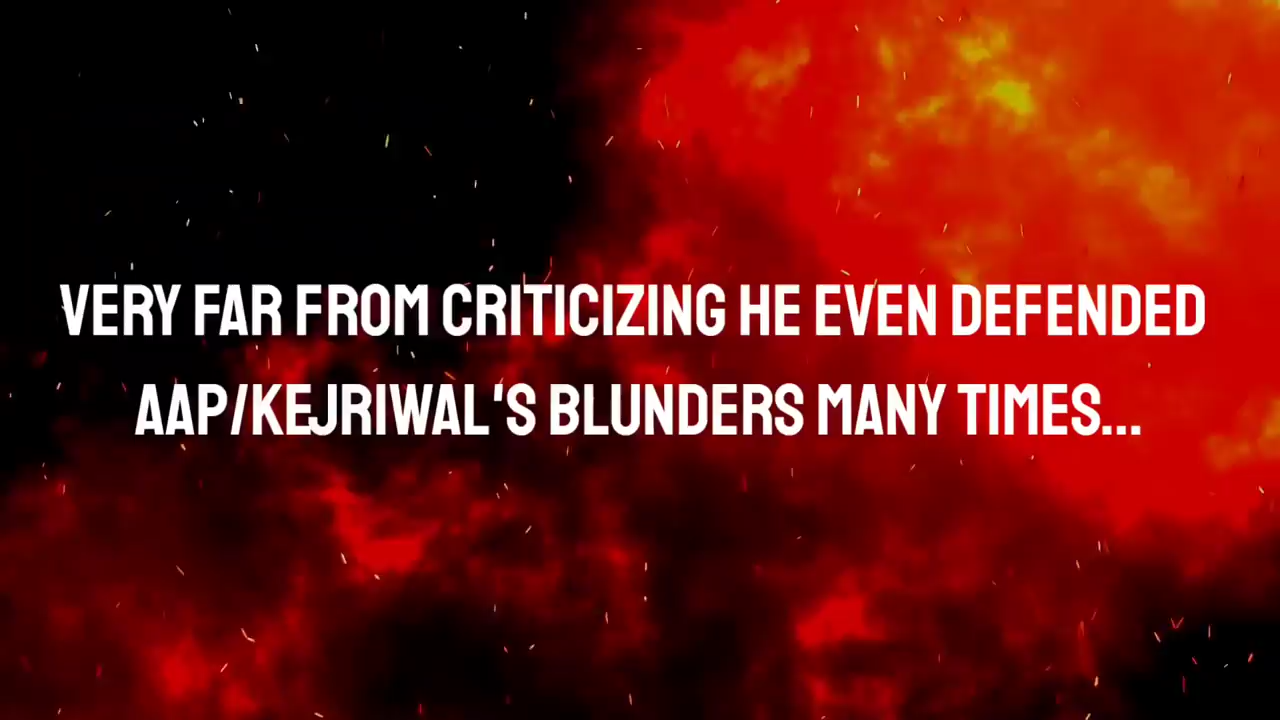 VERY FAR FROM CRITICIZING HE EVEN DEFENDED
AAP/KEJRIWAL'S BLUNDERS MANY TIMES...